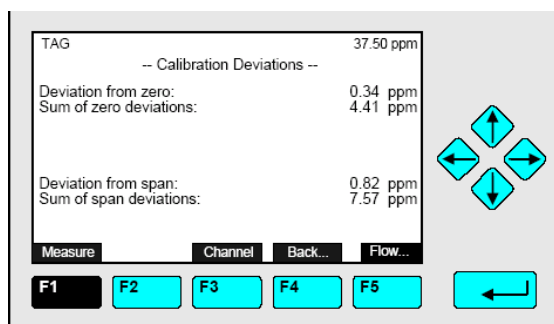 TAG 37.50 ppm
-- Calibration Deviations --
Deviation from zero: 0.34 ppm
Sum of zero deviations: 4.41 ppm
Deviation from span: 0.82 ppm
Sum of span deviations: 7.57 ppm
Measure Channel Back... Flow...
F1 F2 F3 F4 F5